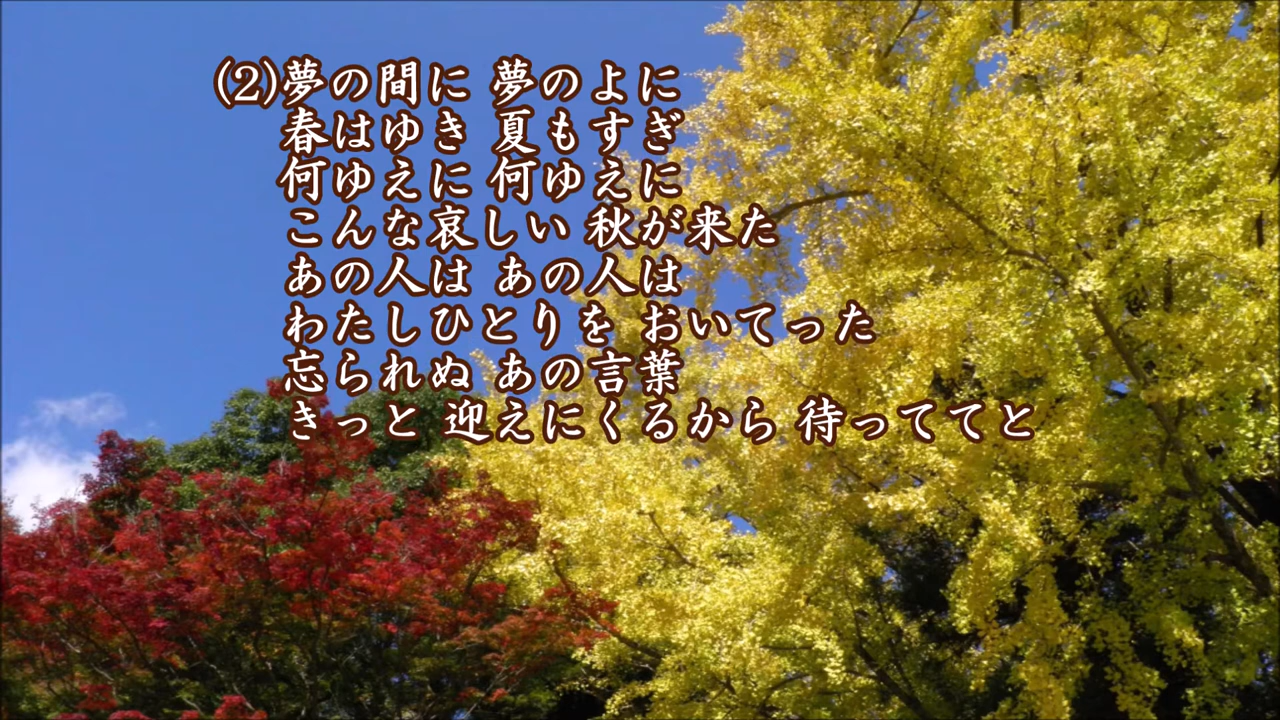 (2)夢の間に 夢のよに
春はゆき 夏もすぎ
何ゆえに 何ゆえに
こんな哀しい 秋が来た
あの人は あの人は
わたしひとりを おいてった
忘られぬ あの言葉
きっと 迎えにくるから 待っててと